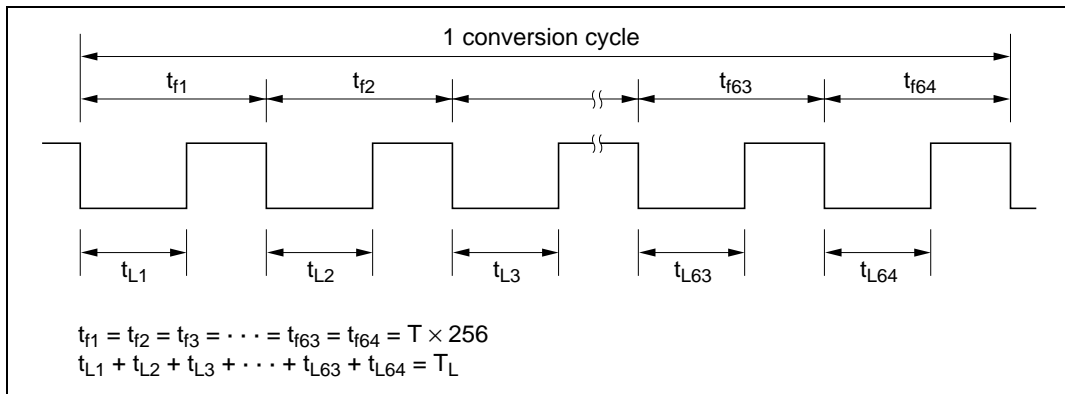 1 conversion cycle
tf1 tf2 tf63 tf64
tL1 tL2 tL3 tL63 tL64
tf1 = tf2 = tf3 = · · · = tf63 = tf64 = T × 256
tL1 + tL2 + tL3 + · · · + tL63 + tL64 = TL